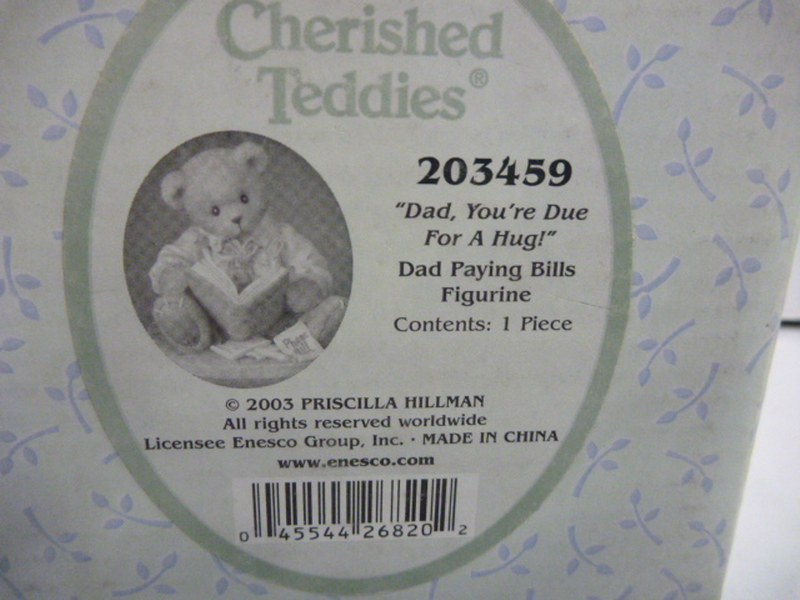 Cherished
Teddies®
203459
"Dad, You're Due
For A Hug!"
Dad Paying Bills
Figurine
Contents: 1 Piece
© 2003 PRISCILLA HILLMAN
All rights reserved worldwide
Licensee Enesco Group, Inc. · MADE IN CHINA
www.enesco.com
0 45544 26820 2